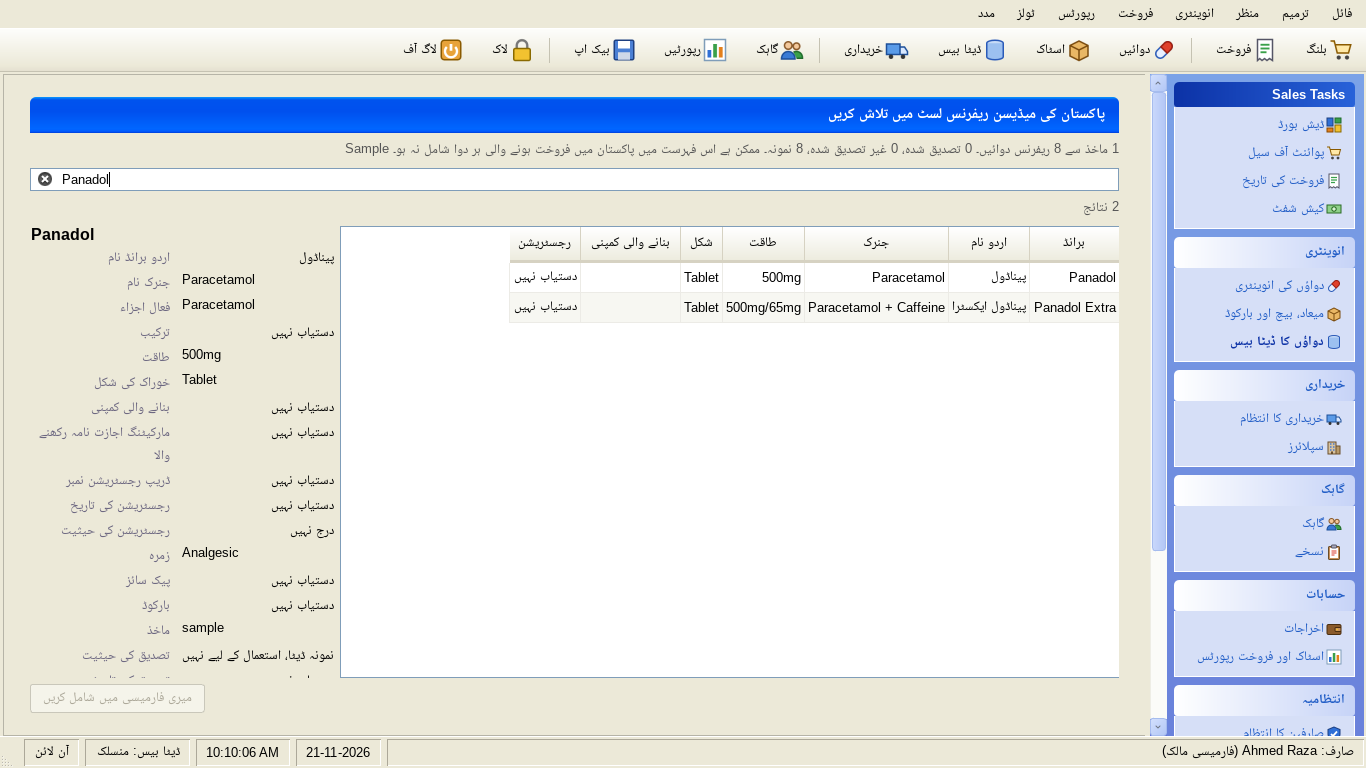 فائل ترمیم منظر انوینٹری فروخت رپورٹس ٹولز مدد
بلنگ فروخت دوائیں اسٹاک ڈیٹا بیس خریداری گاہک رپورٹیں بیک اپ لاک لاگ آف
Sales Tasks
ڈیش بورڈ
پوائنٹ آف سیل
فروخت کی تاریخ
کیش شفٹ
انوینٹری
دواؤں کی انوینٹری
میعاد، بیچ اور بارکوڈ
دواؤں کا ڈیٹا بیس
خریداری
خریداری کا انتظام
سپلائرز
گاہک
گاہک
نسخے
حسابات
اخراجات
اسٹاک اور فروخت رپورٹس
انتظامیہ
صارفین کا انتظام
پاکستان کی میڈیسن ریفرنس لسٹ میں تلاش کریں
1 ماخذ سے 8 ریفرنس دوائیں۔ 0 تصدیق شدہ، 0 غیر تصدیق شدہ، 8 نمونہ۔ ممکن ہے اس فہرست میں پاکستان میں فروخت ہونے والی ہر دوا شامل نہ ہو۔ Sample
Panadol
2 نتائج
برانڈ اردو نام جنرک طاقت شکل بنانے والی کمپنی رجسٹریشن
Panadol پیناڈول Paracetamol 500mg Tablet دستیاب نہیں
Panadol Extra پیناڈول ایکسٹرا Paracetamol + Caffeine 500mg/65mg Tablet دستیاب نہیں
Panadol
اردو برانڈ نام پیناڈول
جنرک نام Paracetamol
فعال اجزاء Paracetamol
ترکیب دستیاب نہیں
طاقت 500mg
خوراک کی شکل Tablet
بنانے والی کمپنی دستیاب نہیں
مارکیٹنگ اجازت نامہ رکھنے دستیاب نہیں
والا
ڈریپ رجسٹریشن نمبر دستیاب نہیں
رجسٹریشن کی تاریخ دستیاب نہیں
رجسٹریشن کی حیثیت درج نہیں
زمرہ Analgesic
پیک سائز دستیاب نہیں
بارکوڈ دستیاب نہیں
ماخذ sample
تصدیق کی حیثیت نمونہ ڈیٹا، استعمال کے لیے نہیں
میری فارمیسی میں شامل کریں
صارف: Ahmed Raza (فارمیسی مالک) 21-11-2026 10:10:06 AM ڈیٹا بیس: منسلک آن لائن